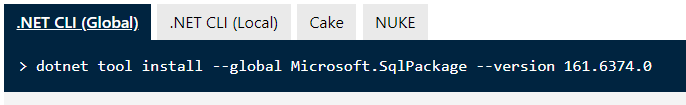 .NET CLI (Global) .NET CLI (Local) Cake NUKE
> dotnet tool install --global Microsoft.SqlPackage --version 161.6374.0